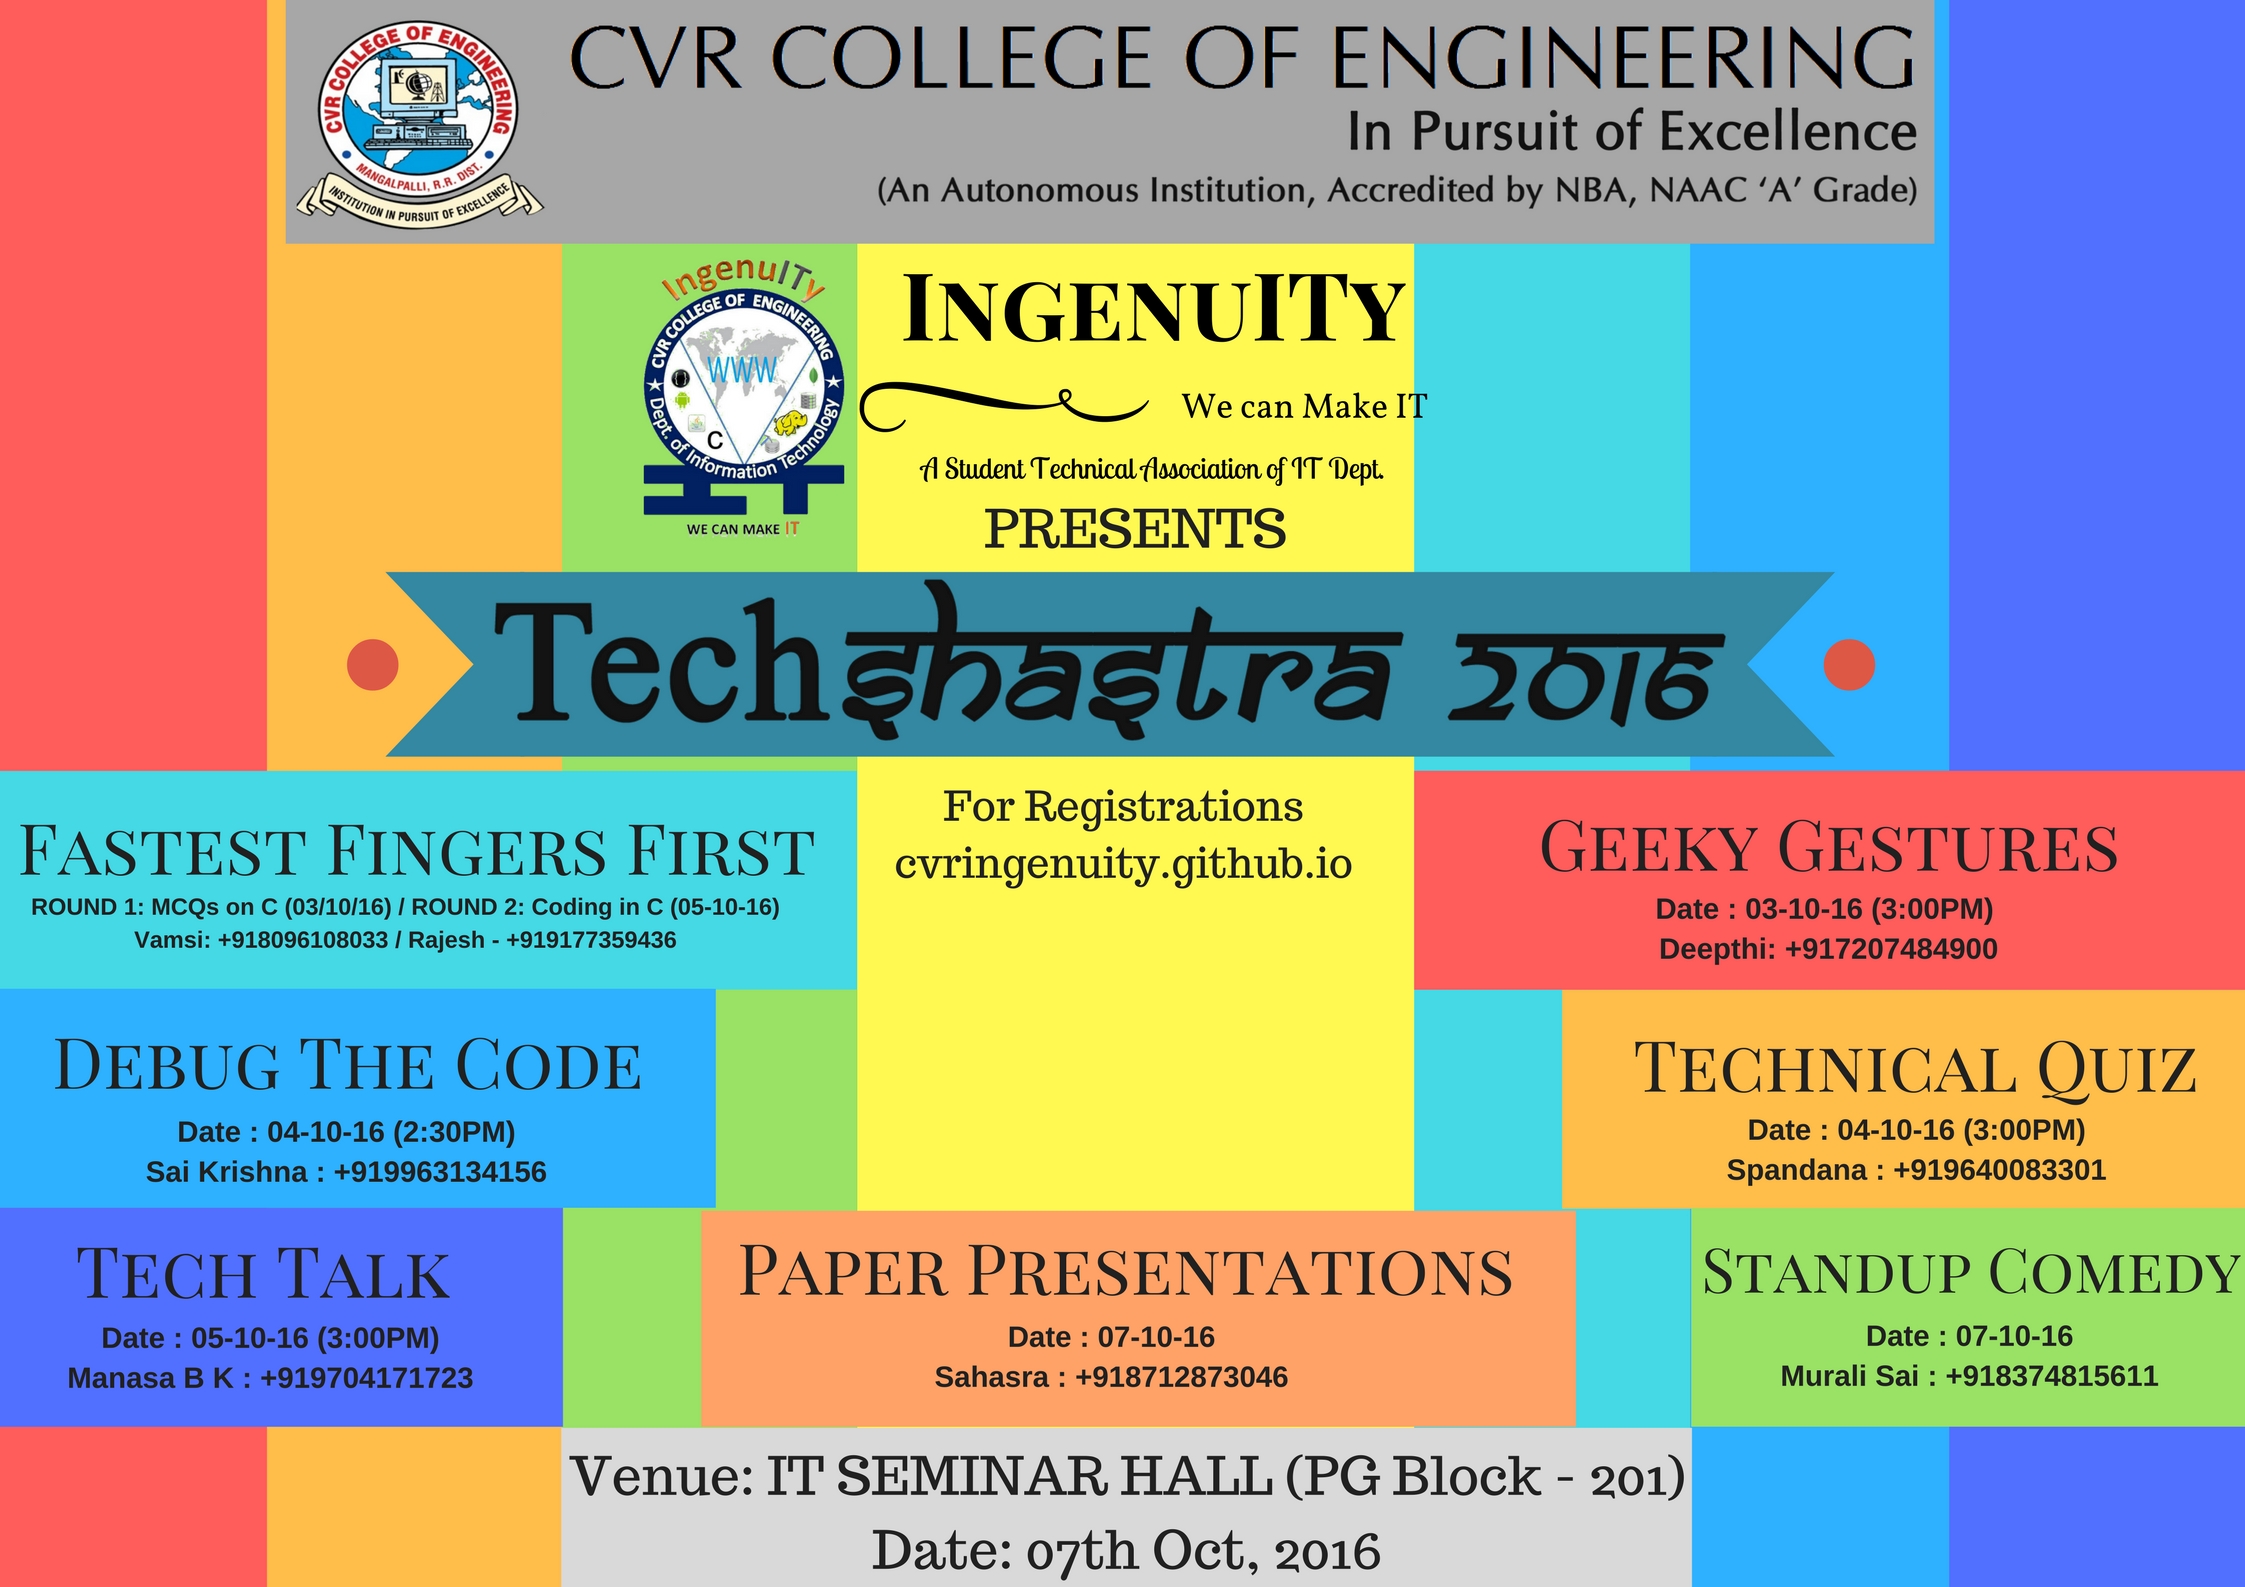 CVR COLLEGE OF ENGINEERING
MANGALPALLI, R.R. DIST.
INSTITUTION IN PURSUIT OF EXCELLENCE
CVR COLLEGE OF ENGINEERING
In Pursuit of Excellence
(An Autonomous Institution, Accredited by NBA, NAAC ‘A’ Grade)
IngenuITy
CVR COLLEGE OF ENGINEERING
WWW
C
Dept. of Information Technology
IT
WE CAN MAKE IT
INGENUITY
We can Make IT
A Student Technical Association of IT Dept.
PRESENTS
Techshastra 2016
For Registrations
cvringenuity.github.io
FASTEST FINGERS FIRST
ROUND 1: MCQs on C (03/10/16) / ROUND 2: Coding in C (05-10-16)
Vamsi: +918096108033 / Rajesh - +919177359436
GEEKY GESTURES
Date : 03-10-16 (3:00PM)
Deepthi: +917207484900
DEBUG THE CODE
Date : 04-10-16 (2:30PM)
Sai Krishna : +919963134156
TECHNICAL QUIZ
Date : 04-10-16 (3:00PM)
Spandana : +919640083301
TECH TALK
Date : 05-10-16 (3:00PM)
Manasa B K : +919704171723
PAPER PRESENTATIONS
Date : 07-10-16
Sahasra : +918712873046
STANDUP COMEDY
Date : 07-10-16
Murali Sai : +918374815611
Venue: IT SEMINAR HALL (PG Block - 201)
Date: 07th Oct, 2016